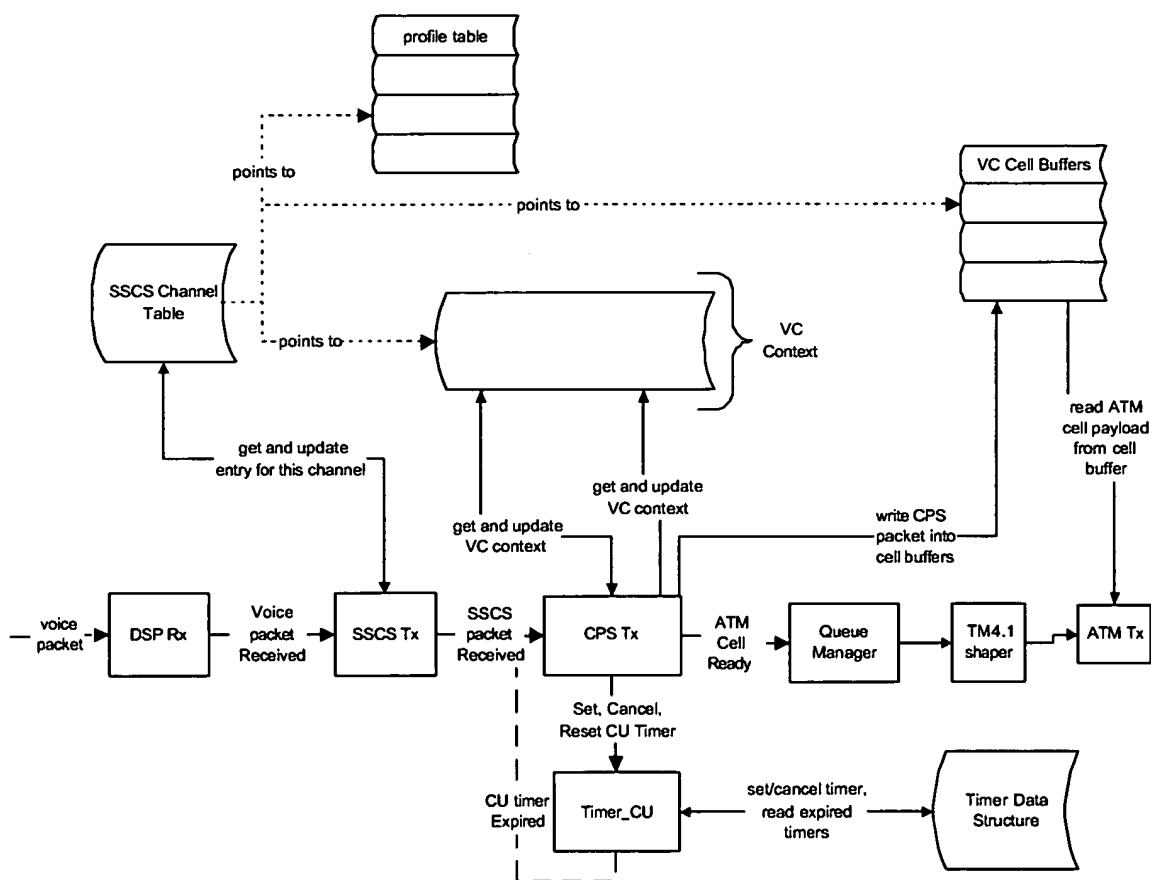 profile table
points to
VC Cell Buffers
points to
SSCS Channel
Table
points to
VC
Context
read ATM
cell payload
from cell
buffer
get and update
entry for this channel
get and update
VC context
get and update
VC context
write CPS
packet into
cell buffers
voice
packet
DSP Rx
Voice
packet
Received
SSCS Tx
SSCS
packet
Received
CPS Tx
ATM
Cell
Ready
Queue
Manager
TM4.1
shaper
ATM Tx
Set, Cancel,
Reset CU Timer
CU timer
Expired
Timer_CU
set/cancel timer,
read expired
timers
Timer Data
Structure